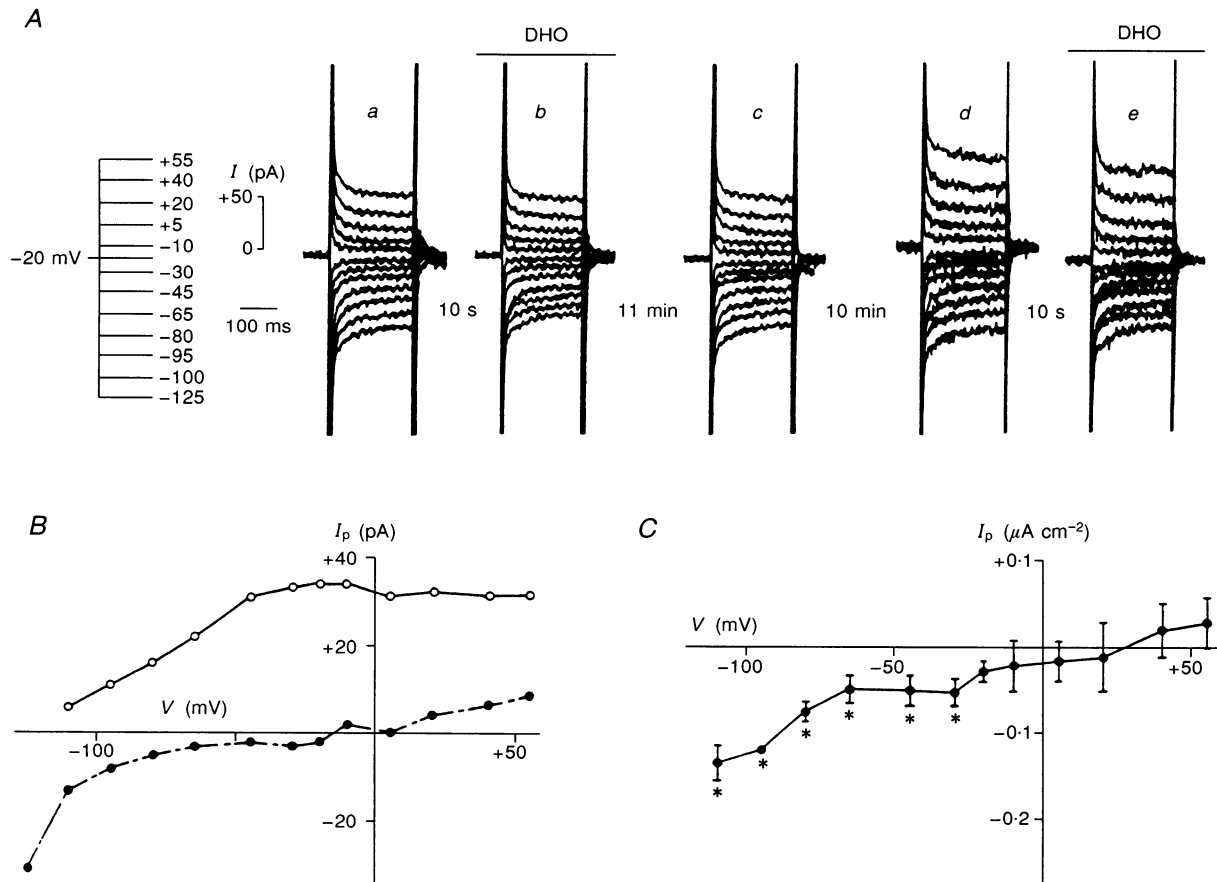 A
DHO
DHO
a
b
c
d
e
+55
+40
+20
+5
−10
−20 mV
−30
−45
−65
−80
−95
−100
−125
I (pA)
+50
0
100 ms
10 s
11 min
10 min
10 s
B
Ip (pA)
+40
+20
V (mV)
−100
+50
−20
C
Ip (μA cm−2)
+0·1
V (mV)
−100
−50
+50
−0·1
−0·2
*
*
*
*
*
*